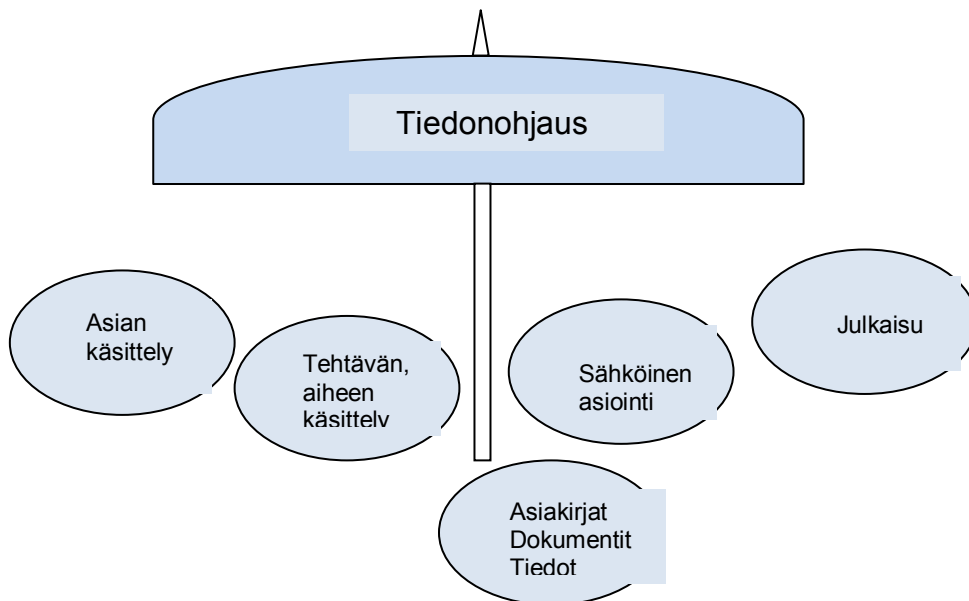 Tiedonohjaus
Asian
käsittely
Tehtävän,
aiheen
käsittely
Sähköinen
asiointi
Julkaisu
Asiakirjat
Dokumentit
Tiedot